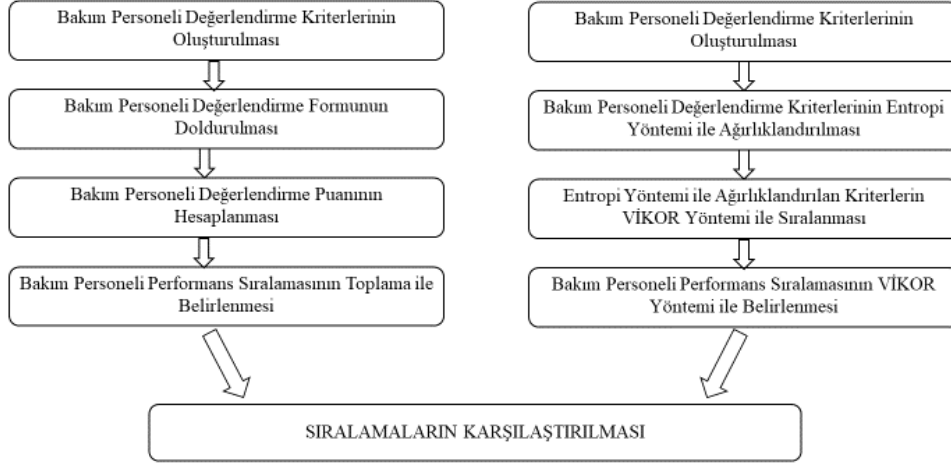 Bakım Personeli Değerlendirme Kriterlerinin
Oluşturulması
Bakım Personeli Değerlendirme Formunun
Doldurulması
Bakım Personeli Değerlendirme Puanının
Hesaplanması
Bakım Personeli Performans Sıralamasının Toplama ile
Belirlenmesi
Bakım Personeli Değerlendirme Kriterlerinin
Oluşturulması
Bakım Personeli Değerlendirme Kriterlerinin Entropi
Yöntemi ile Ağırlıklandırılması
Entropi Yöntemi ile Ağırlıklandırılan Kriterlerin
VİKOR Yöntemi ile Sıralanması
Bakım Personeli Performans Sıralamasının VİKOR
Yöntemi ile Belirlenmesi
SIRALAMALARIN KARŞILAŞTIRILMASI